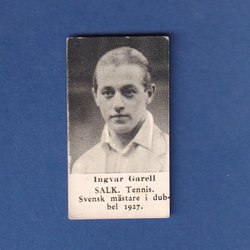 Ingvar Garell
SALK. Tennis.
Svensk mästare i dub-
bel 1927.